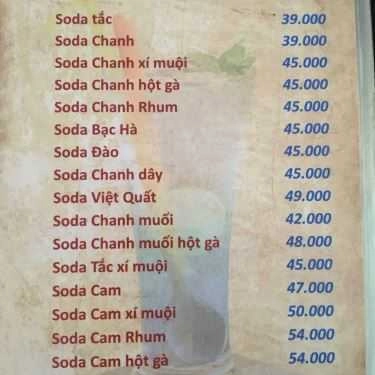 Soda tắc 39.000
Soda Chanh 39.000
Soda Chanh xí muội 45.000
Soda Chanh hột gà 45.000
Soda Chanh Rhum 45.000
Soda Bạc Hà 45.000
Soda Đào 45.000
Soda Chanh dây 45.000
Soda Việt Quất 49.000
Soda Chanh muối 42.000
Soda Chanh muối hột gà 48.000
Soda Tắc xí muội 45.000
Soda Cam 47.000
Soda Cam xí muội 50.000
Soda Cam Rhum 54.000
Soda Cam hột gà 54.000